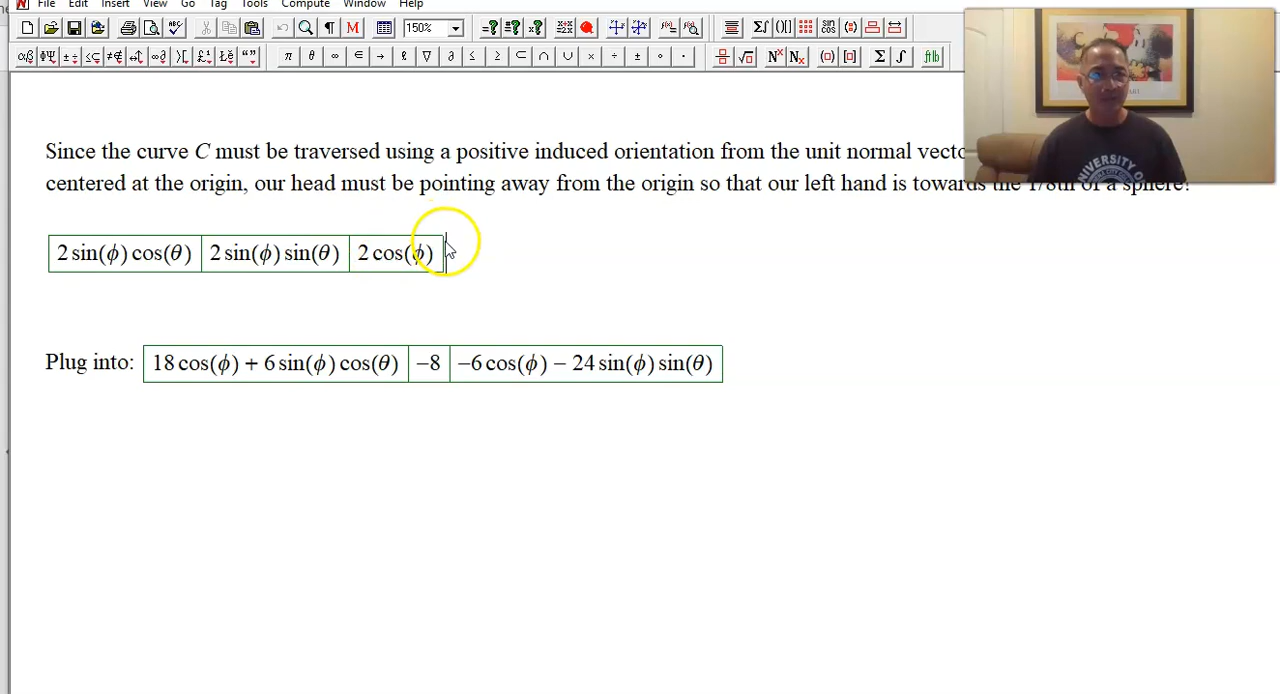 File Edit View Go Tag Tools Compute Window Help
150%
Since the curve C must be traversed using a positive induced orientation from the unit normal vecto
centered at the origin, our head must be pointing away from the origin so that our left hand is towards the 1/8th of a sphere!
2 sin(ϕ) cos(θ) 2 sin(ϕ) sin(θ) 2 cos(ϕ)
Plug into: 18 cos(ϕ) + 6 sin(ϕ) cos(θ) −8 −6 cos(ϕ) − 24 sin(ϕ) sin(θ)